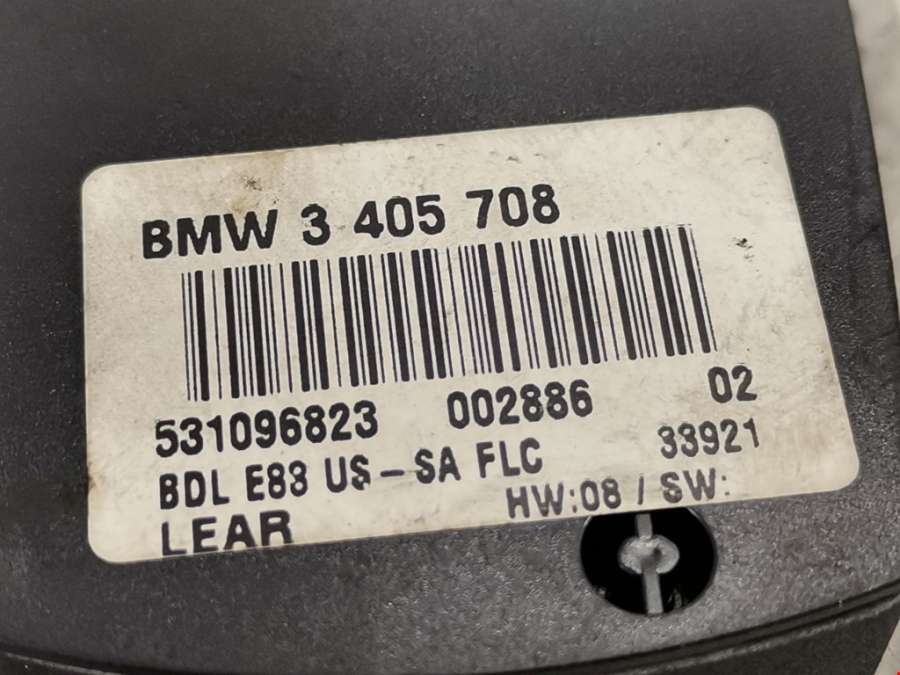 BMW 3 405 708
531096823 002886 02
BDL E83 US-SA FLC 33921
LEAR HW:08 / SW: